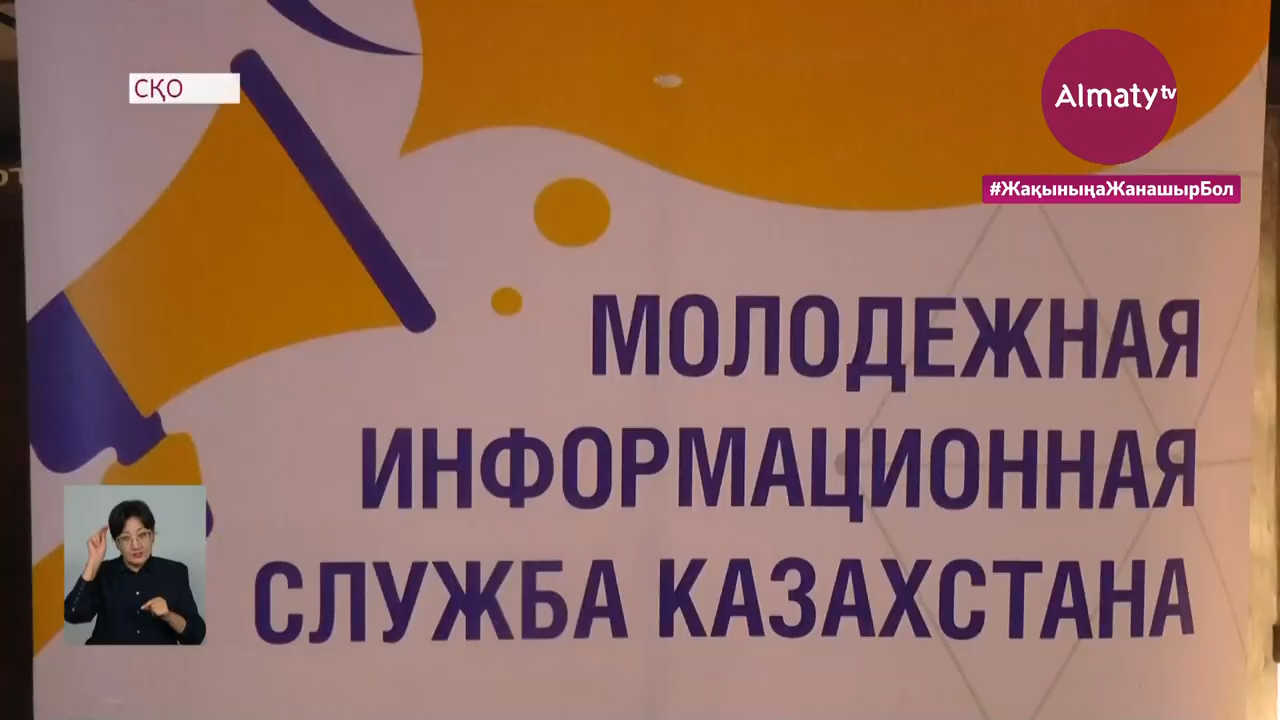 СҚО
Almaty tv
#ЖақыныңаЖанашырБол
МОЛОДЕЖНАЯ
ИНФОРМАЦИОННАЯ
СЛУЖБА КАЗАХСТАНА